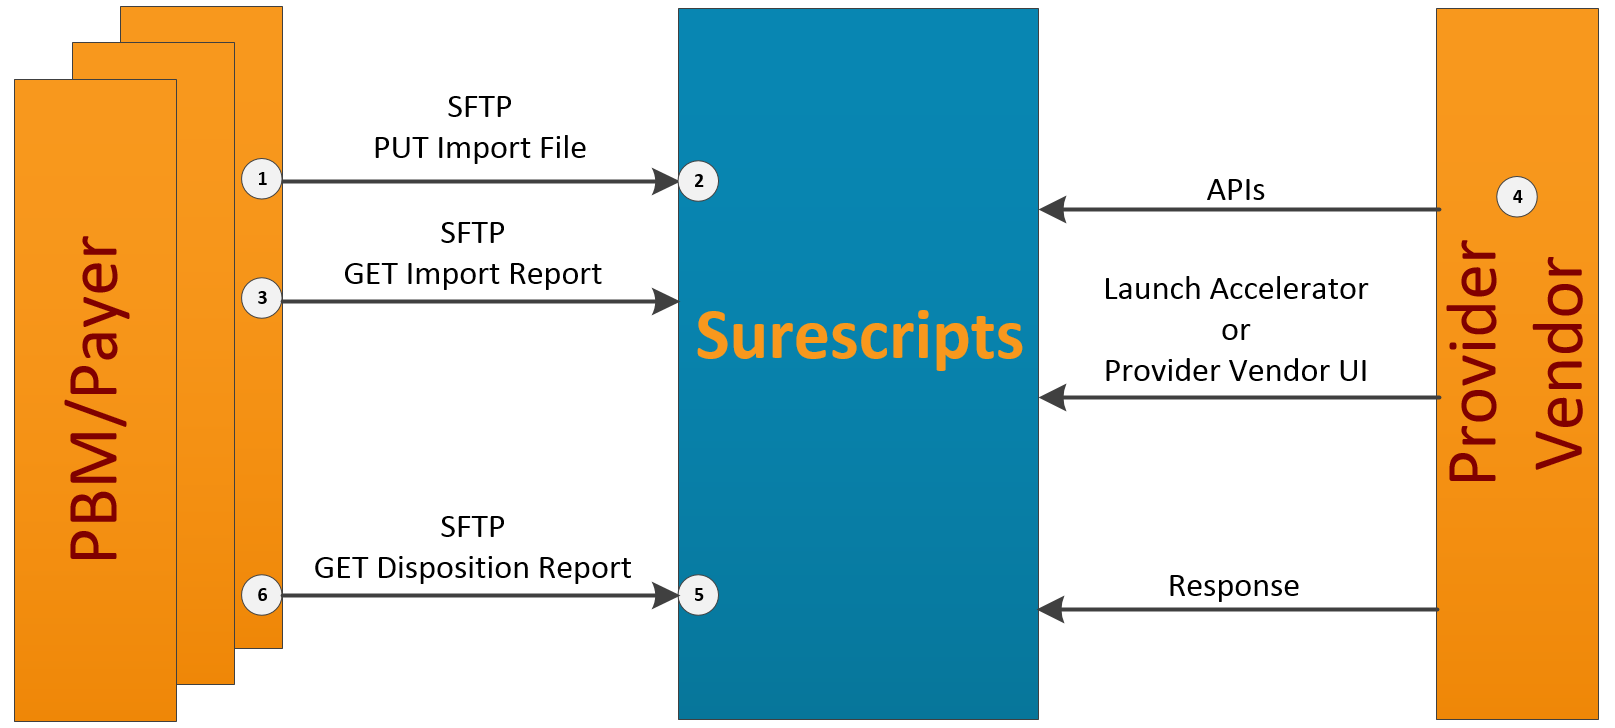 SFTP
PUT Import File
1
2
SFTP
GET Import Report
3
PBM/Payer
SFTP
GET Disposition Report
6
5
Surescripts
APIs
4
Launch Accelerator
or
Provider Vendor UI
Response
Provider
Vendor